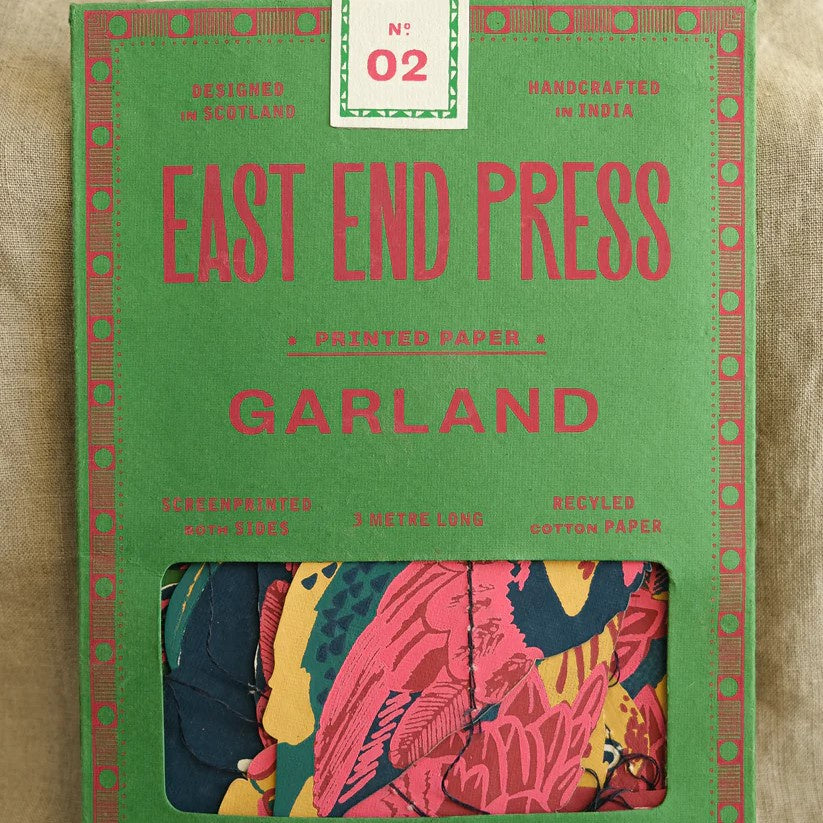 Nº.
02
DESIGNED
IN SCOTLAND
HANDCRAFTED
IN INDIA
EAST END PRESS
PRINTED PAPER
GARLAND
SCREENPRINTED
BOTH SIDES
3 METRE LONG
RECYLED
COTTON PAPER